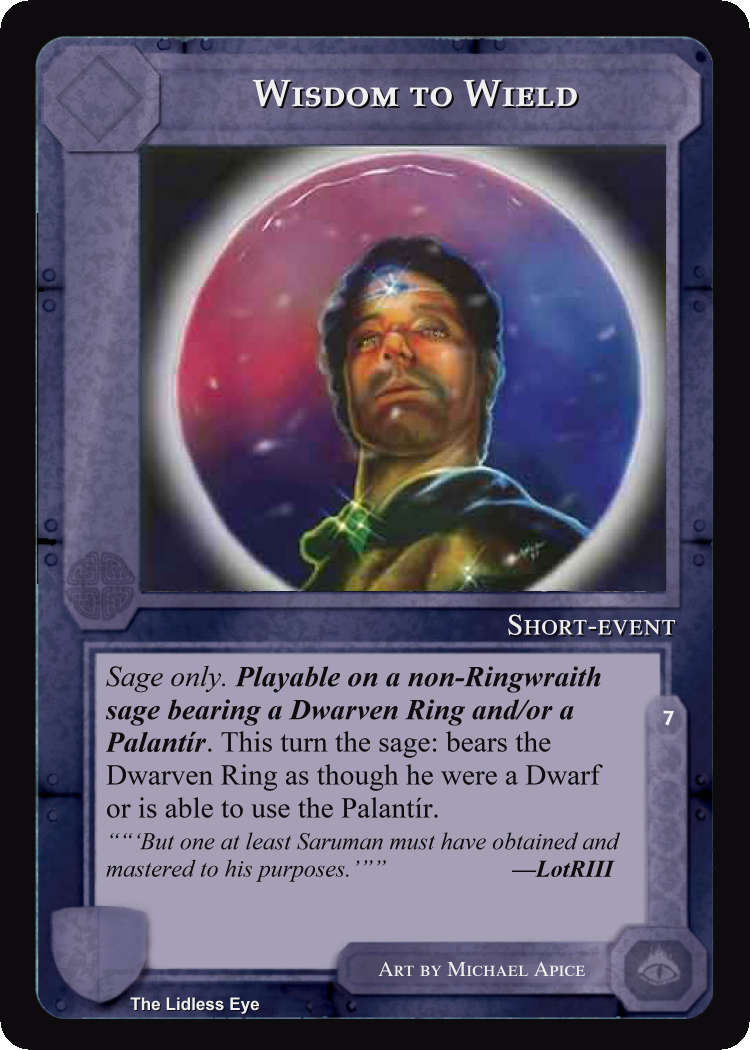 Wisdom to Wield
Short-event
Sage only. Playable on a non-Ringwraith
sage bearing a Dwarven Ring and/or a
Palantír. This turn the sage: bears the
Dwarven Ring as though he were a Dwarf
or is able to use the Palantír.
“““‘But one at least Saruman must have obtained and
mastered to his purposes.’”” —LotRIII
7
Art by Michael Apice
The Lidless Eye